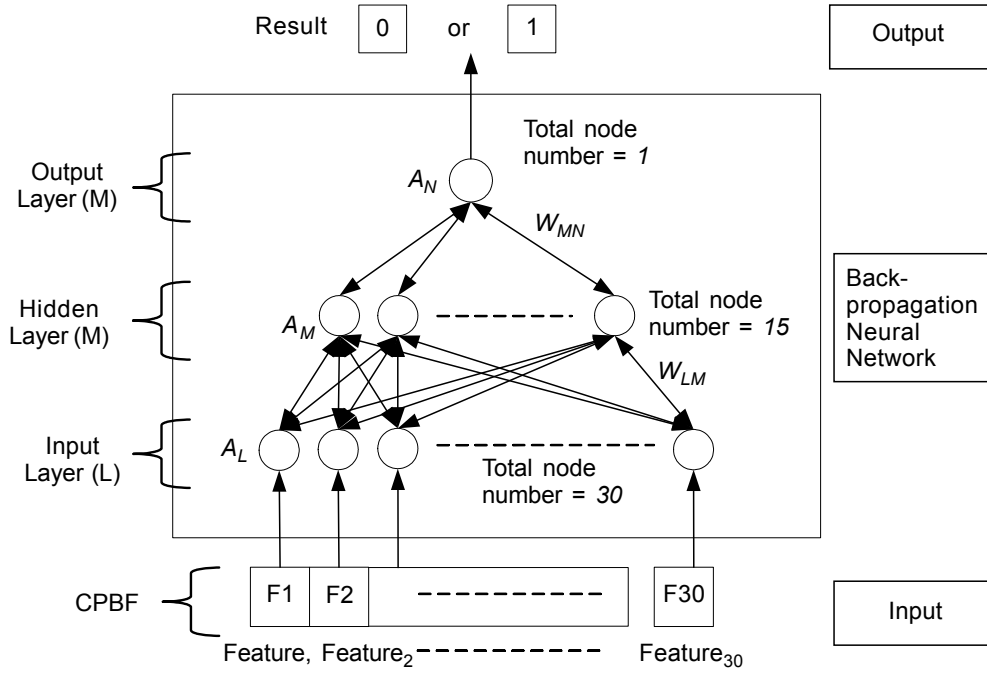 Result 0 or 1
Output
Total node
number = 1
Output
Layer (M)
A_N
W_MN
Hidden
Layer (M)
A_M
Total node
number = 15
Back-
propagation
Neural
Network
W_LM
Input
Layer (L)
A_L
Total node
number = 30
CPBF
F1 F2 F30
Input
Feature, Feature_2 Feature_30